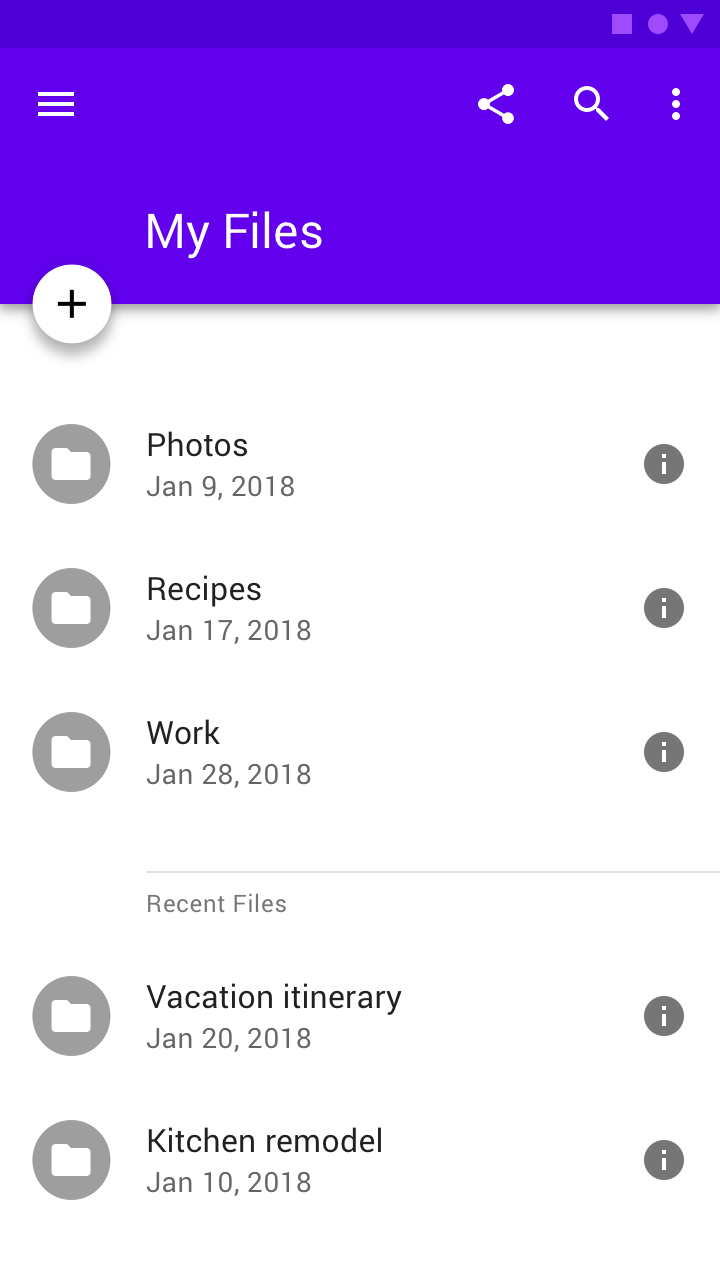 My Files
Photos
Jan 9, 2018
Recipes
Jan 17, 2018
Work
Jan 28, 2018
Recent Files
Vacation itinerary
Jan 20, 2018
Kitchen remodel
Jan 10, 2018